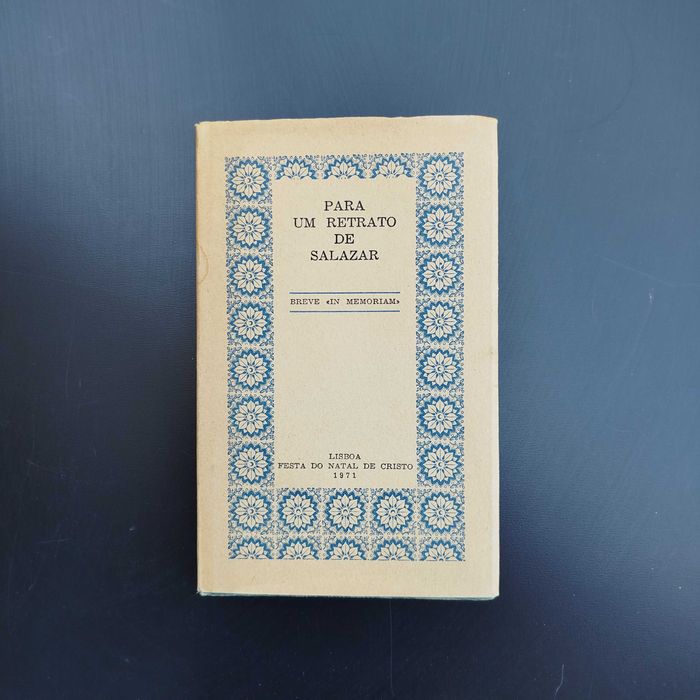 PARA
UM RETRATO
DE
SALAZAR
BREVE «IN MEMORIAM»
LISBOA
FESTA DO NATAL DE CRISTO
1971